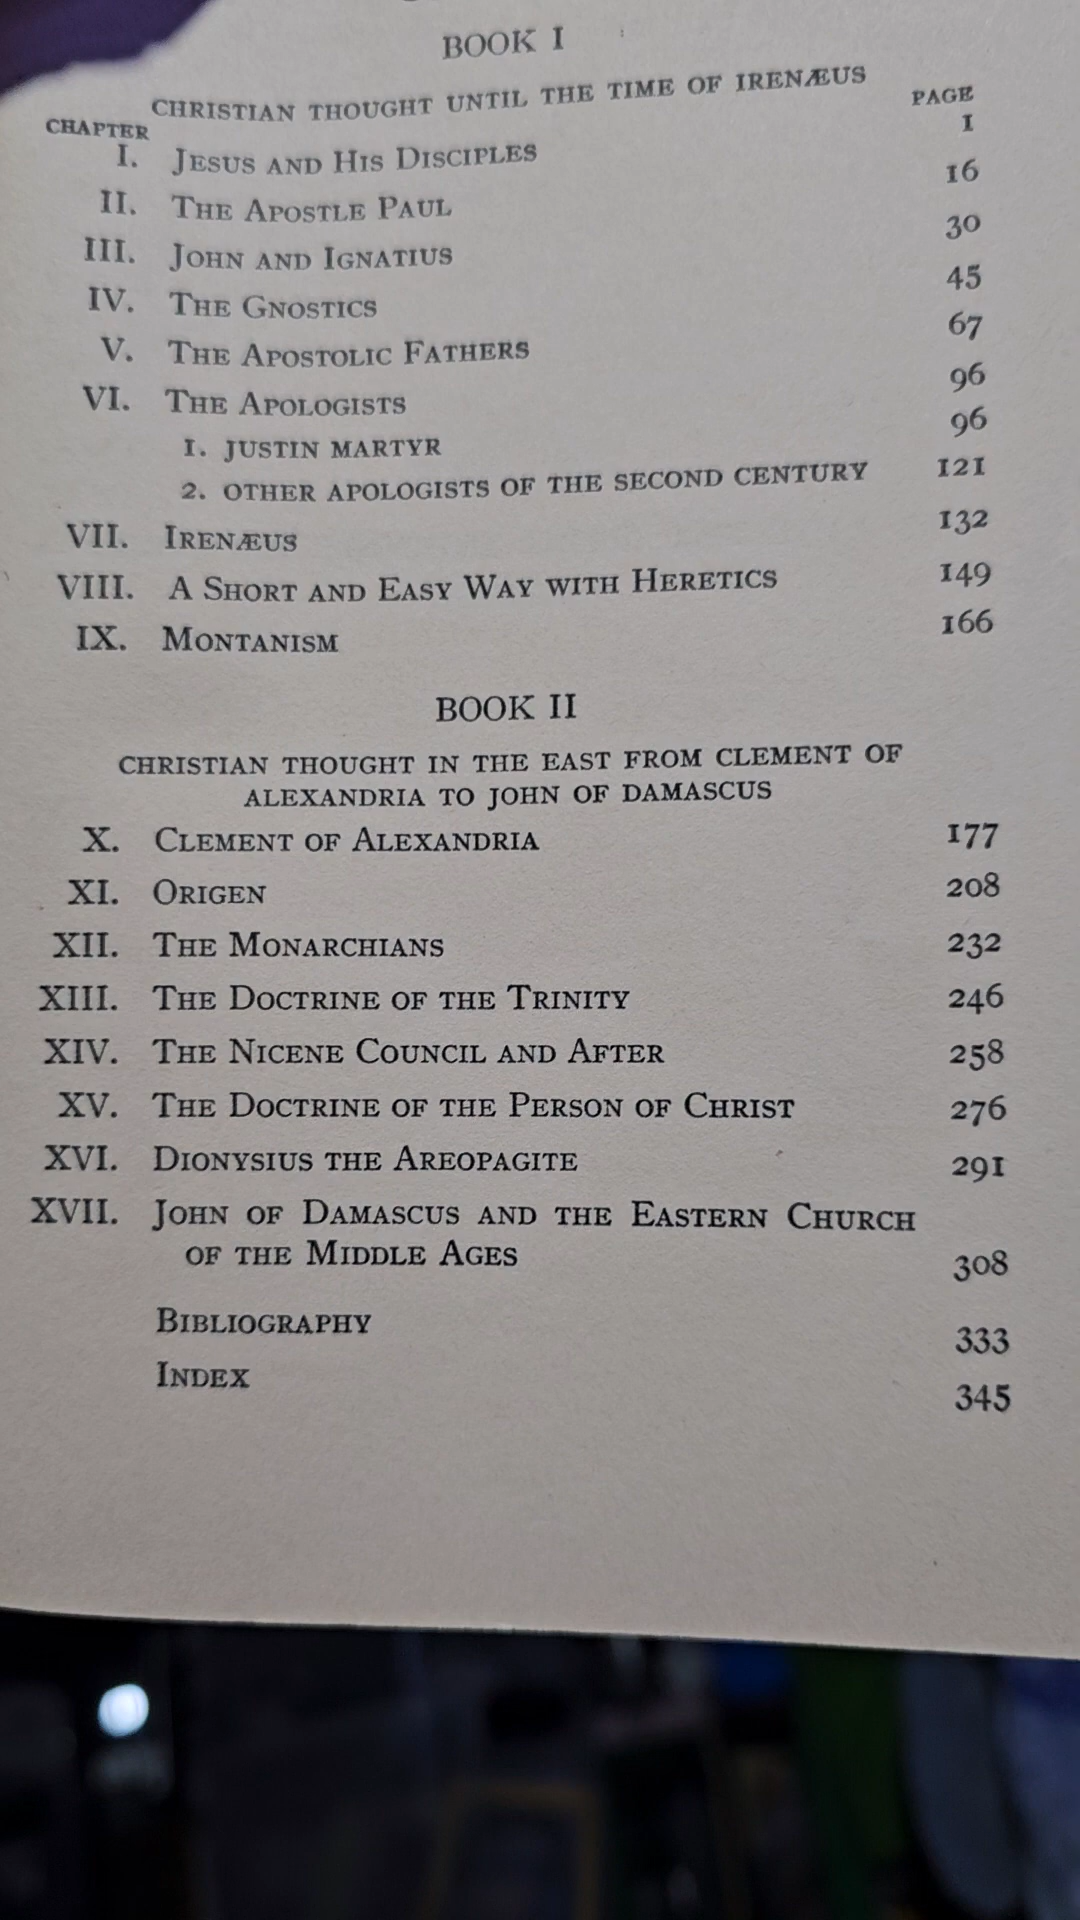 BOOK I
CHRISTIAN THOUGHT UNTIL THE TIME OF IRENÆUS
CHAPTER PAGE
I. JESUS AND HIS DISCIPLES 1
II. THE APOSTLE PAUL 16
III. JOHN AND IGNATIUS 30
IV. THE GNOSTICS 45
V. THE APOSTOLIC FATHERS 67
VI. THE APOLOGISTS 96
1. JUSTIN MARTYR 96
2. OTHER APOLOGISTS OF THE SECOND CENTURY 121
VII. IRENÆUS 132
VIII. A SHORT AND EASY WAY WITH HERETICS 149
IX. MONTANISM 166
BOOK II
CHRISTIAN THOUGHT IN THE EAST FROM CLEMENT OF
ALEXANDRIA TO JOHN OF DAMASCUS
X. CLEMENT OF ALEXANDRIA 177
XI. ORIGEN 208
XII. THE MONARCHIANS 232
XIII. THE DOCTRINE OF THE TRINITY 246
XIV. THE NICENE COUNCIL AND AFTER 258
XV. THE DOCTRINE OF THE PERSON OF CHRIST 276
XVI. DIONYSIUS THE AREOPAGITE 291
XVII. JOHN OF DAMASCUS AND THE EASTERN CHURCH
OF THE MIDDLE AGES 308
BIBLIOGRAPHY 333
INDEX 345